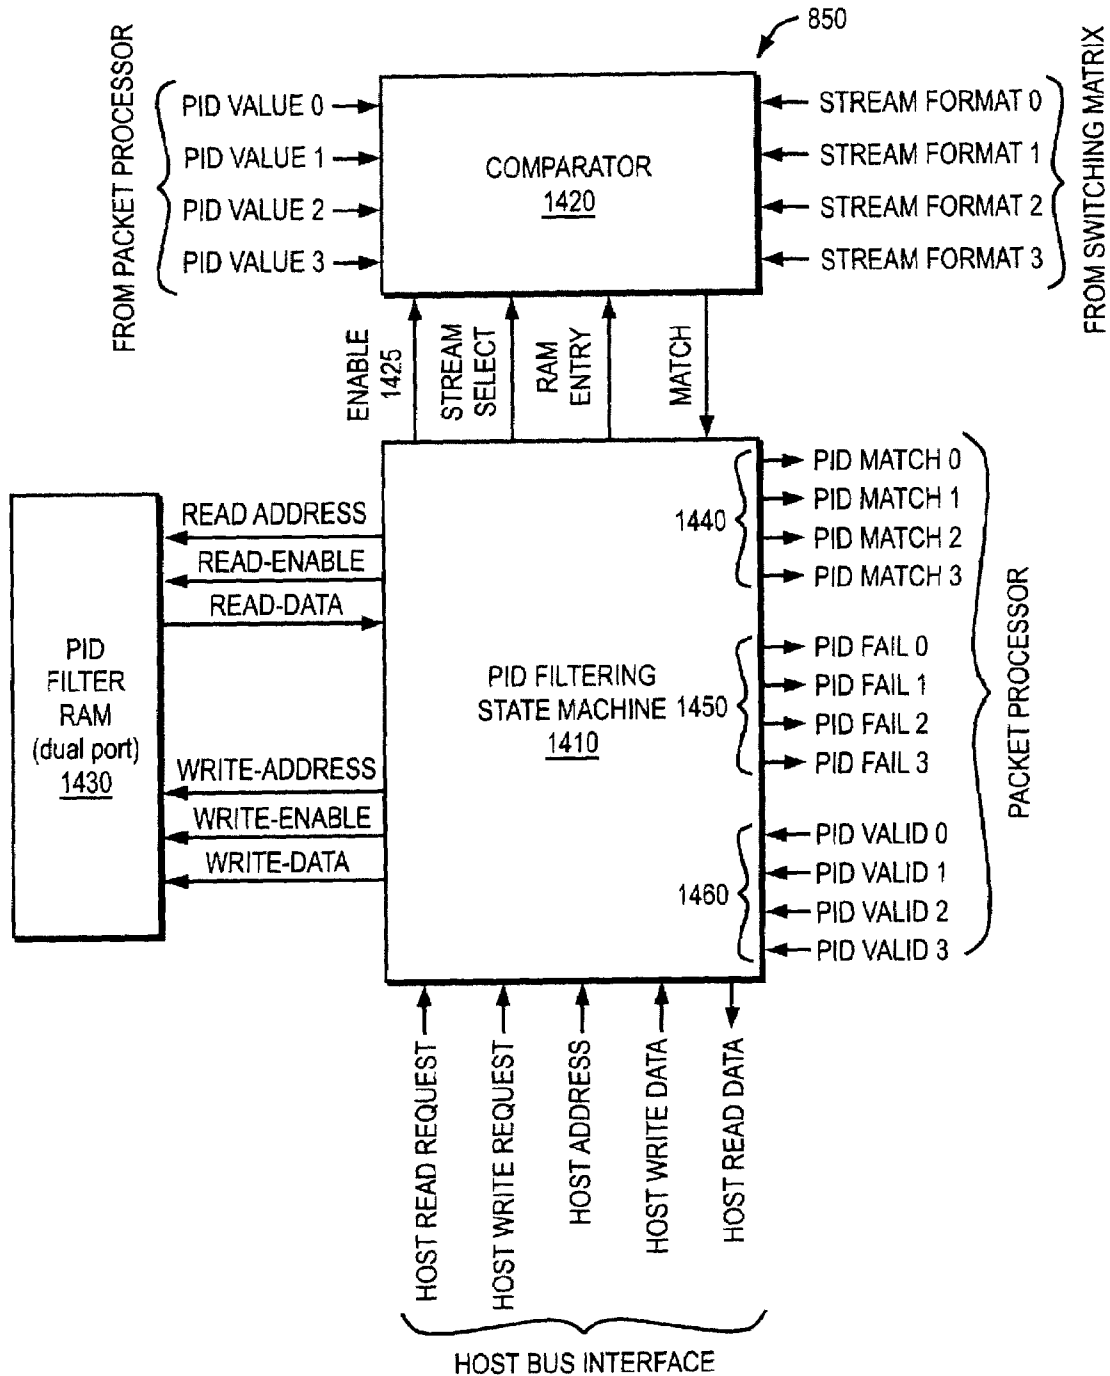 850
FROM PACKET PROCESSOR
PID VALUE 0
PID VALUE 1
PID VALUE 2
PID VALUE 3
COMPARATOR
1420
STREAM FORMAT 0
STREAM FORMAT 1
STREAM FORMAT 2
STREAM FORMAT 3
FROM SWITCHING MATRIX
ENABLE
1425
STREAM
SELECT
RAM
ENTRY
MATCH
READ ADDRESS
READ-ENABLE
READ-DATA
PID
FILTER
RAM
(dual port)
1430
WRITE-ADDRESS
WRITE-ENABLE
WRITE-DATA
PID FILTERING
STATE MACHINE
1410
1440
PID MATCH 0
PID MATCH 1
PID MATCH 2
PID MATCH 3
1450
PID FAIL 0
PID FAIL 1
PID FAIL 2
PID FAIL 3
1460
PID VALID 0
PID VALID 1
PID VALID 2
PID VALID 3
PACKET PROCESSOR
HOST READ REQUEST
HOST WRITE REQUEST
HOST ADDRESS
HOST WRITE DATA
HOST READ DATA
HOST BUS INTERFACE